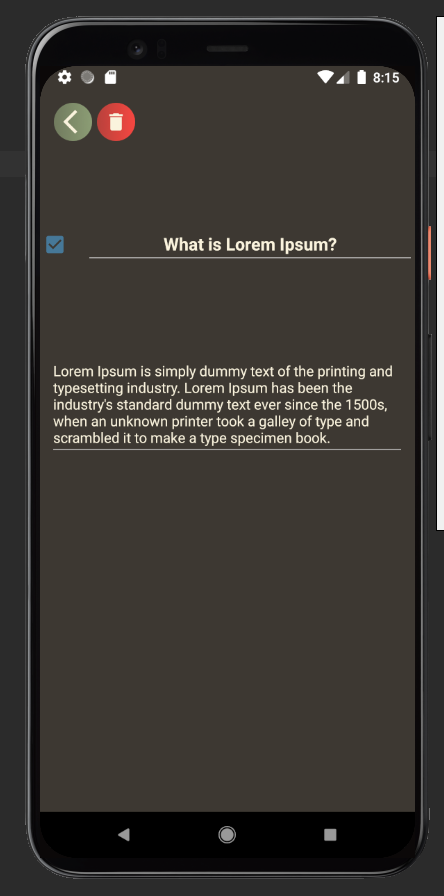 8:15
What is Lorem Ipsum?
Lorem Ipsum is simply dummy text of the printing and
typesetting industry. Lorem Ipsum has been the
industry's standard dummy text ever since the 1500s,
when an unknown printer took a galley of type and
scrambled it to make a type specimen book.